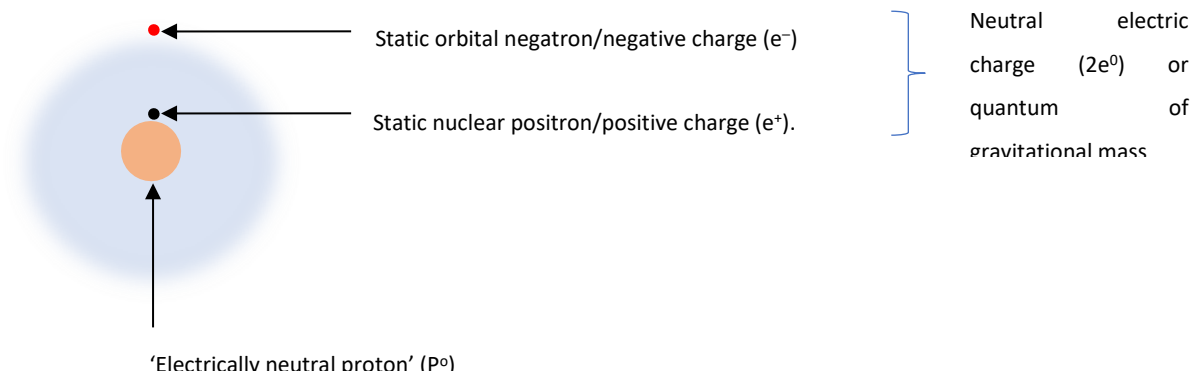 Static orbital negatron/negative charge (e⁻)
Static nuclear positron/positive charge (e⁺).
Neutral electric
charge (2e⁰) or
quantum of
gravitational mass
‘Electrically neutral proton’ (P⁰)